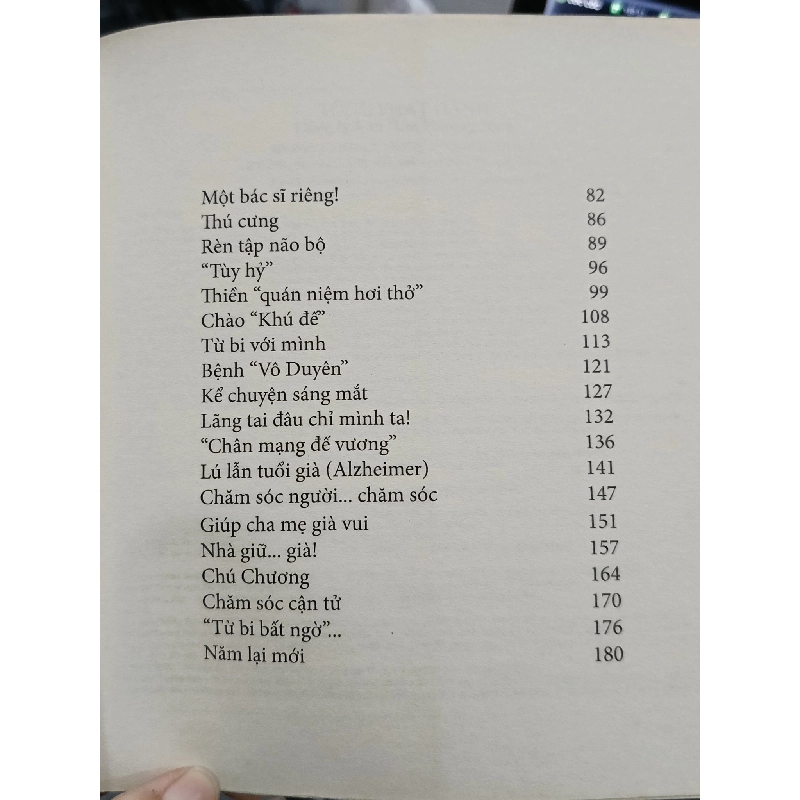 Một bác sĩ riêng! 82
Thú cưng 86
Rèn tập não bộ 89
“Tùy hỷ” 96
Thiền “quán niệm hơi thở” 99
Chào “Khú đế” 108
Từ bi với mình 113
Bệnh “Vô Duyên” 121
Kể chuyện sáng mắt 127
Lãng tai đâu chỉ mình ta! 132
“Chân mạng đế vương” 136
Lú lẫn tuổi già (Alzheimer) 141
Chăm sóc người... chăm sóc 147
Giúp cha mẹ già vui 151
Nhà giữ... già! 157
Chú Chương 164
Chăm sóc cận tử 170
“Từ bi bất ngờ”... 176
Năm lại mới 180